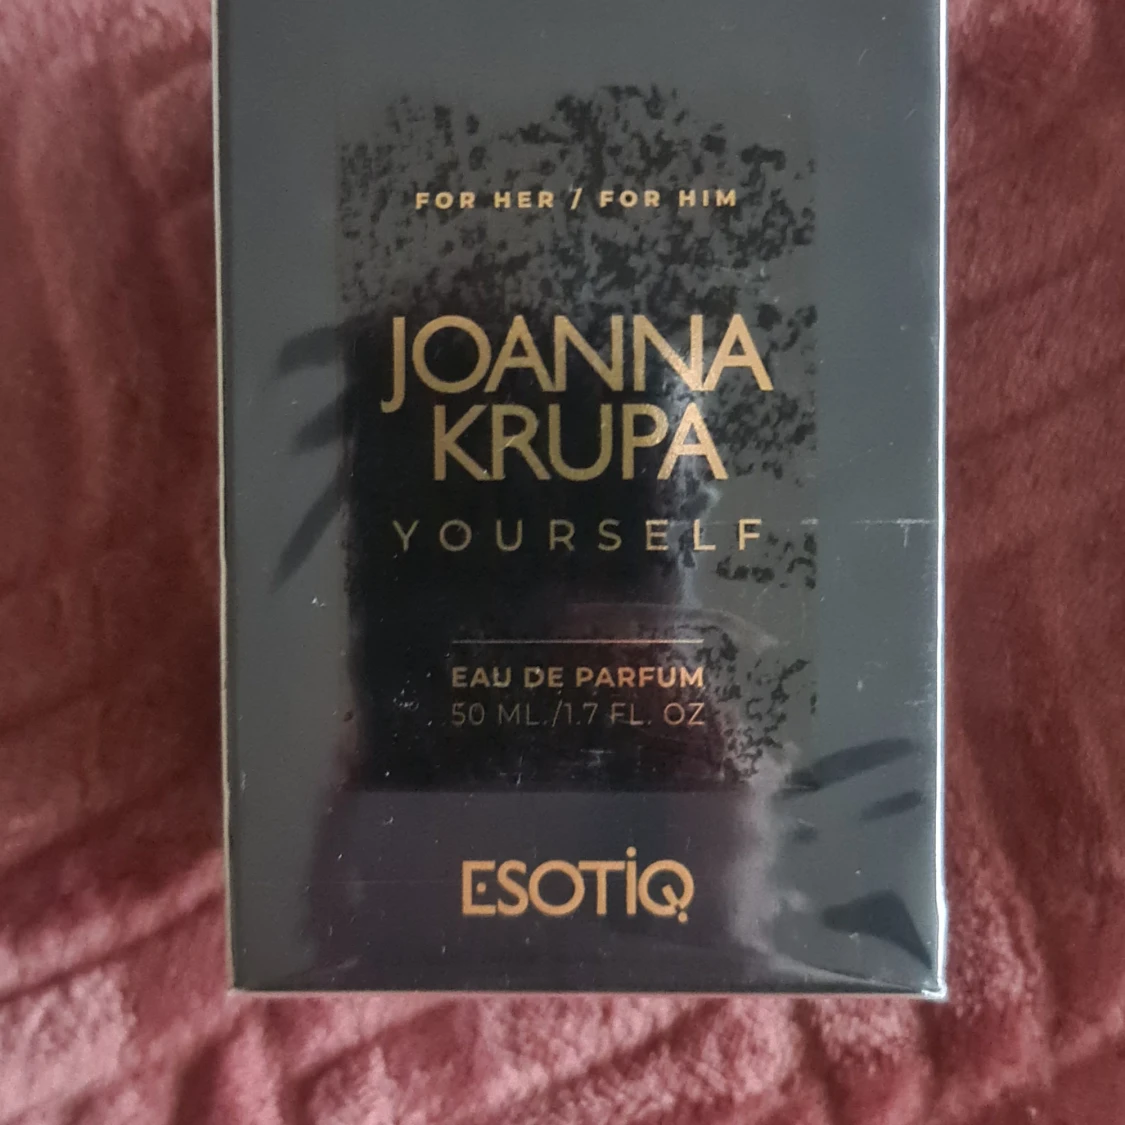 FOR HER / FOR HIM
JOANNA
KRUPA
YOURSELF
EAU DE PARFUM
50 ML./1.7 FL. OZ
ESOTIQ